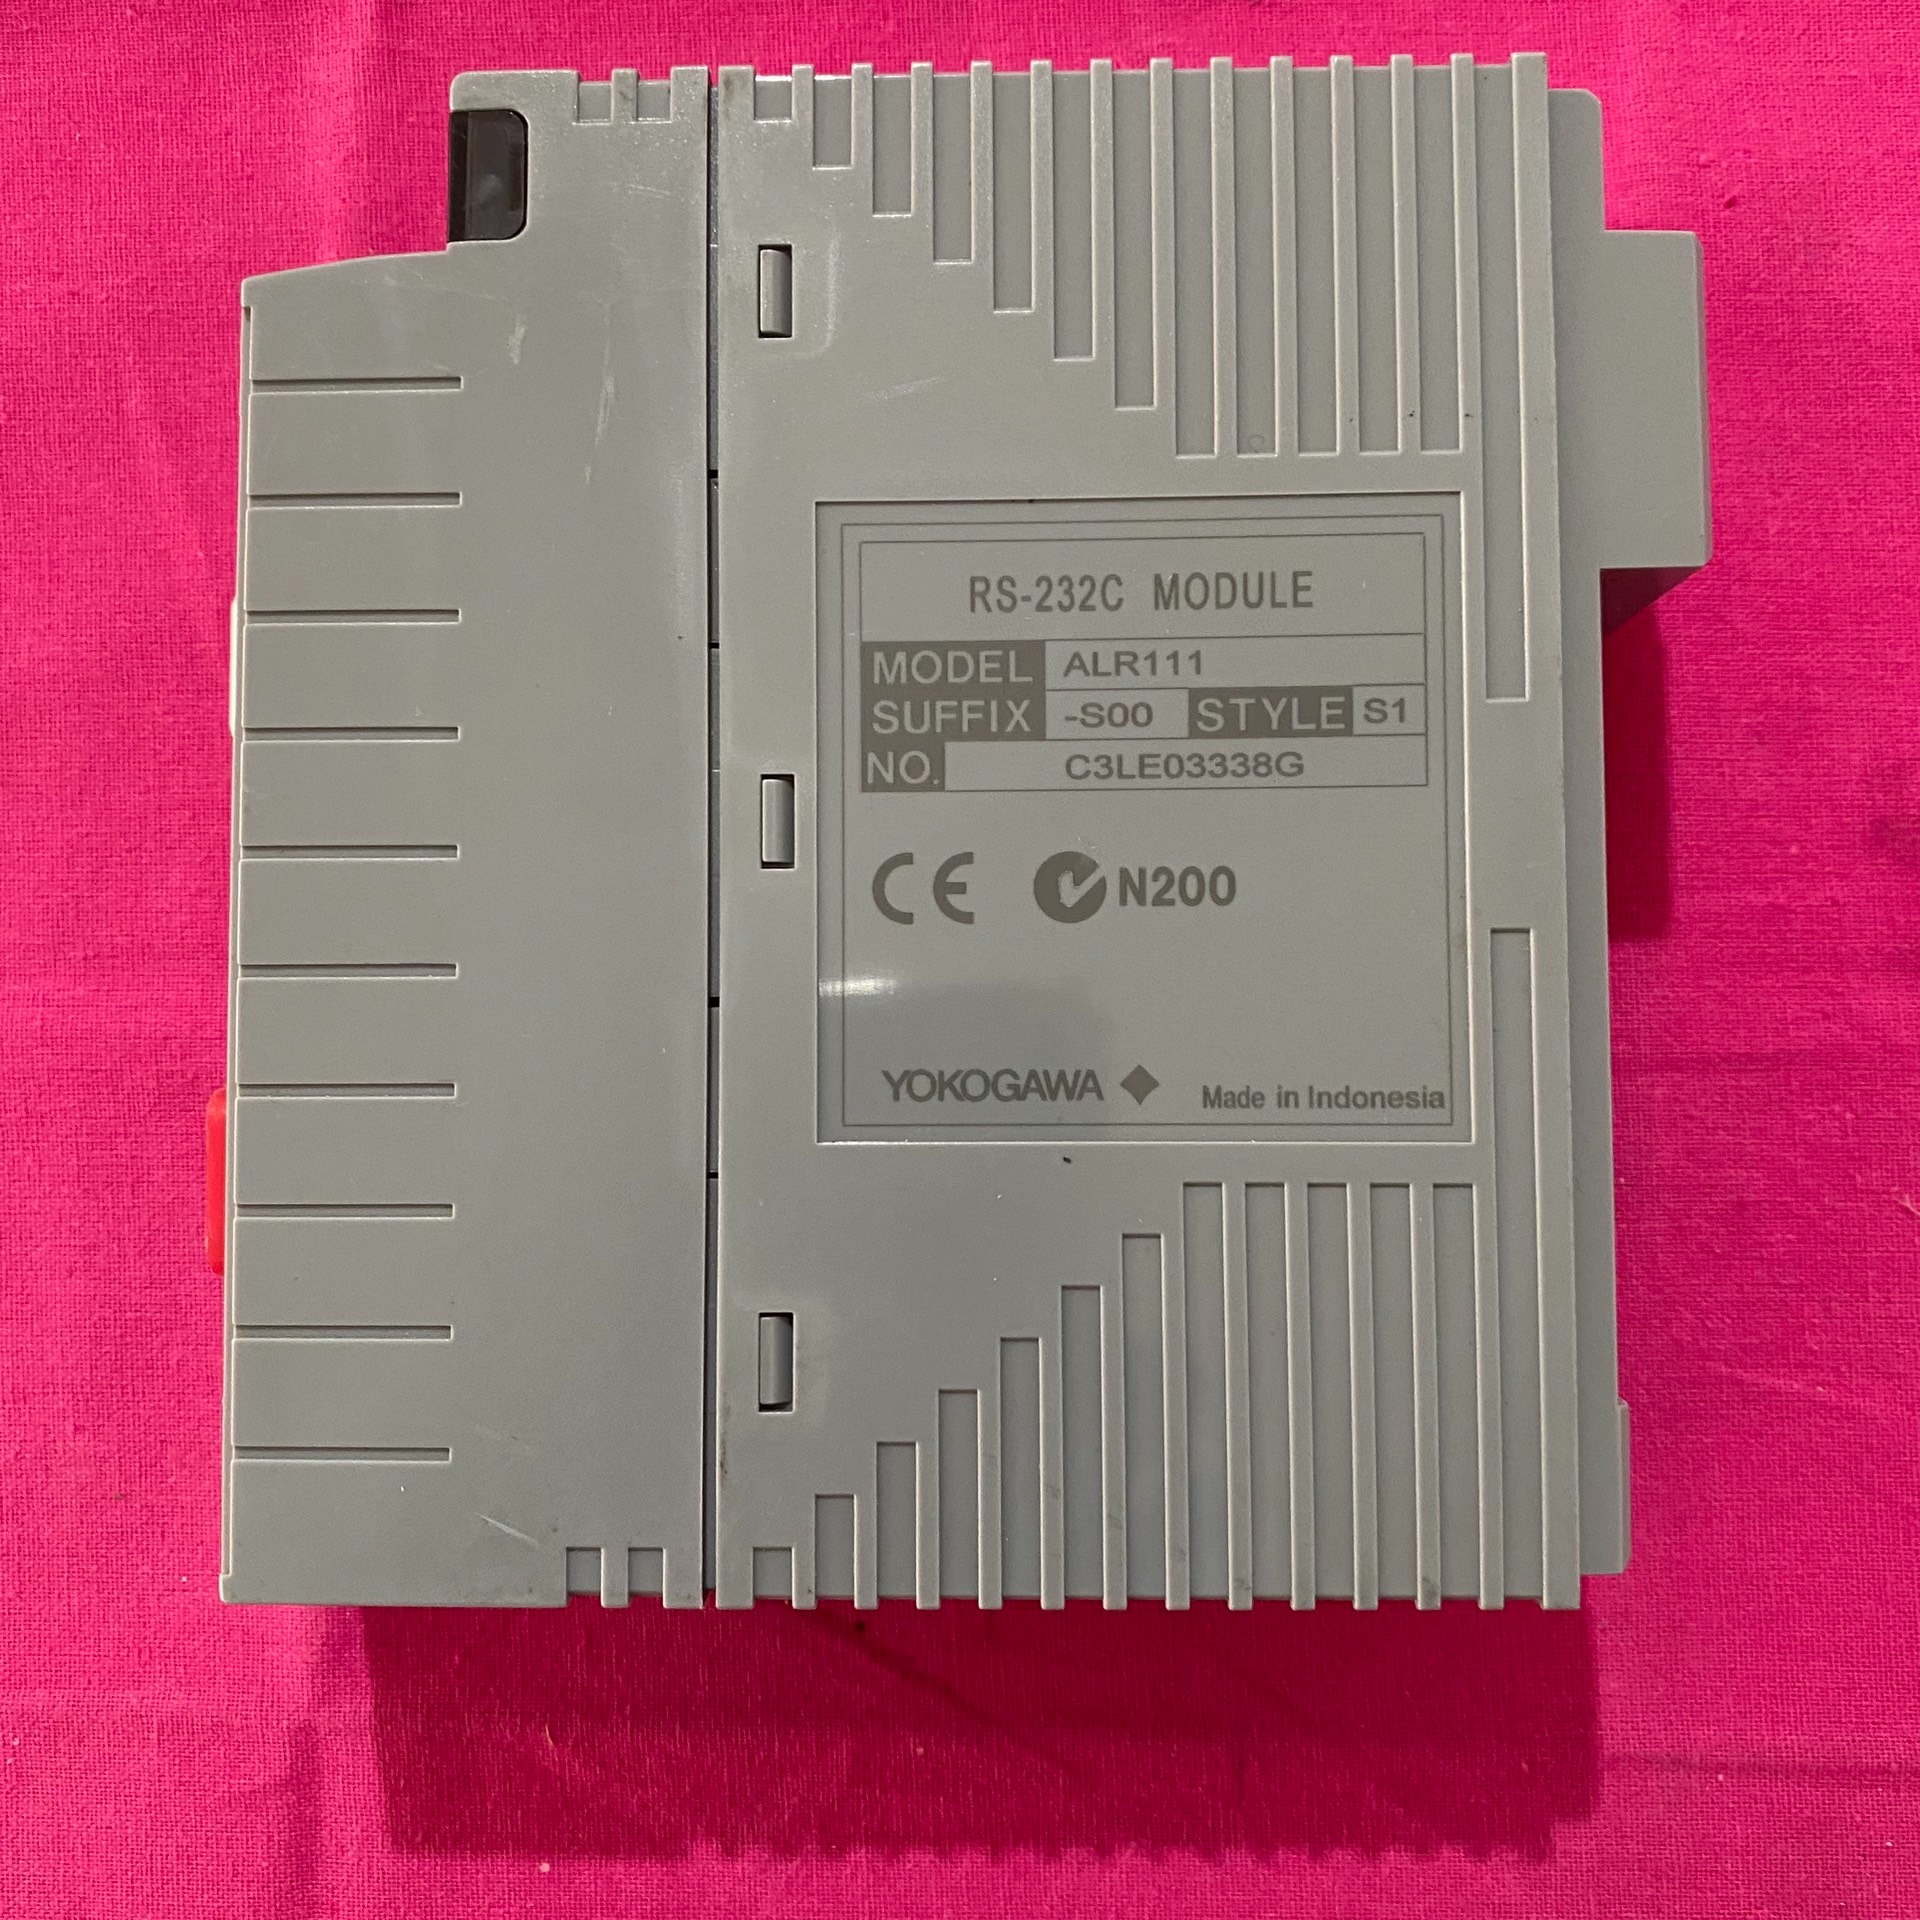 RS-232C MODULE
MODEL ALR111
SUFFIX -S00 STYLE S1
NO. C3LE03338G
CE N200
YOKOGAWA Made in Indonesia